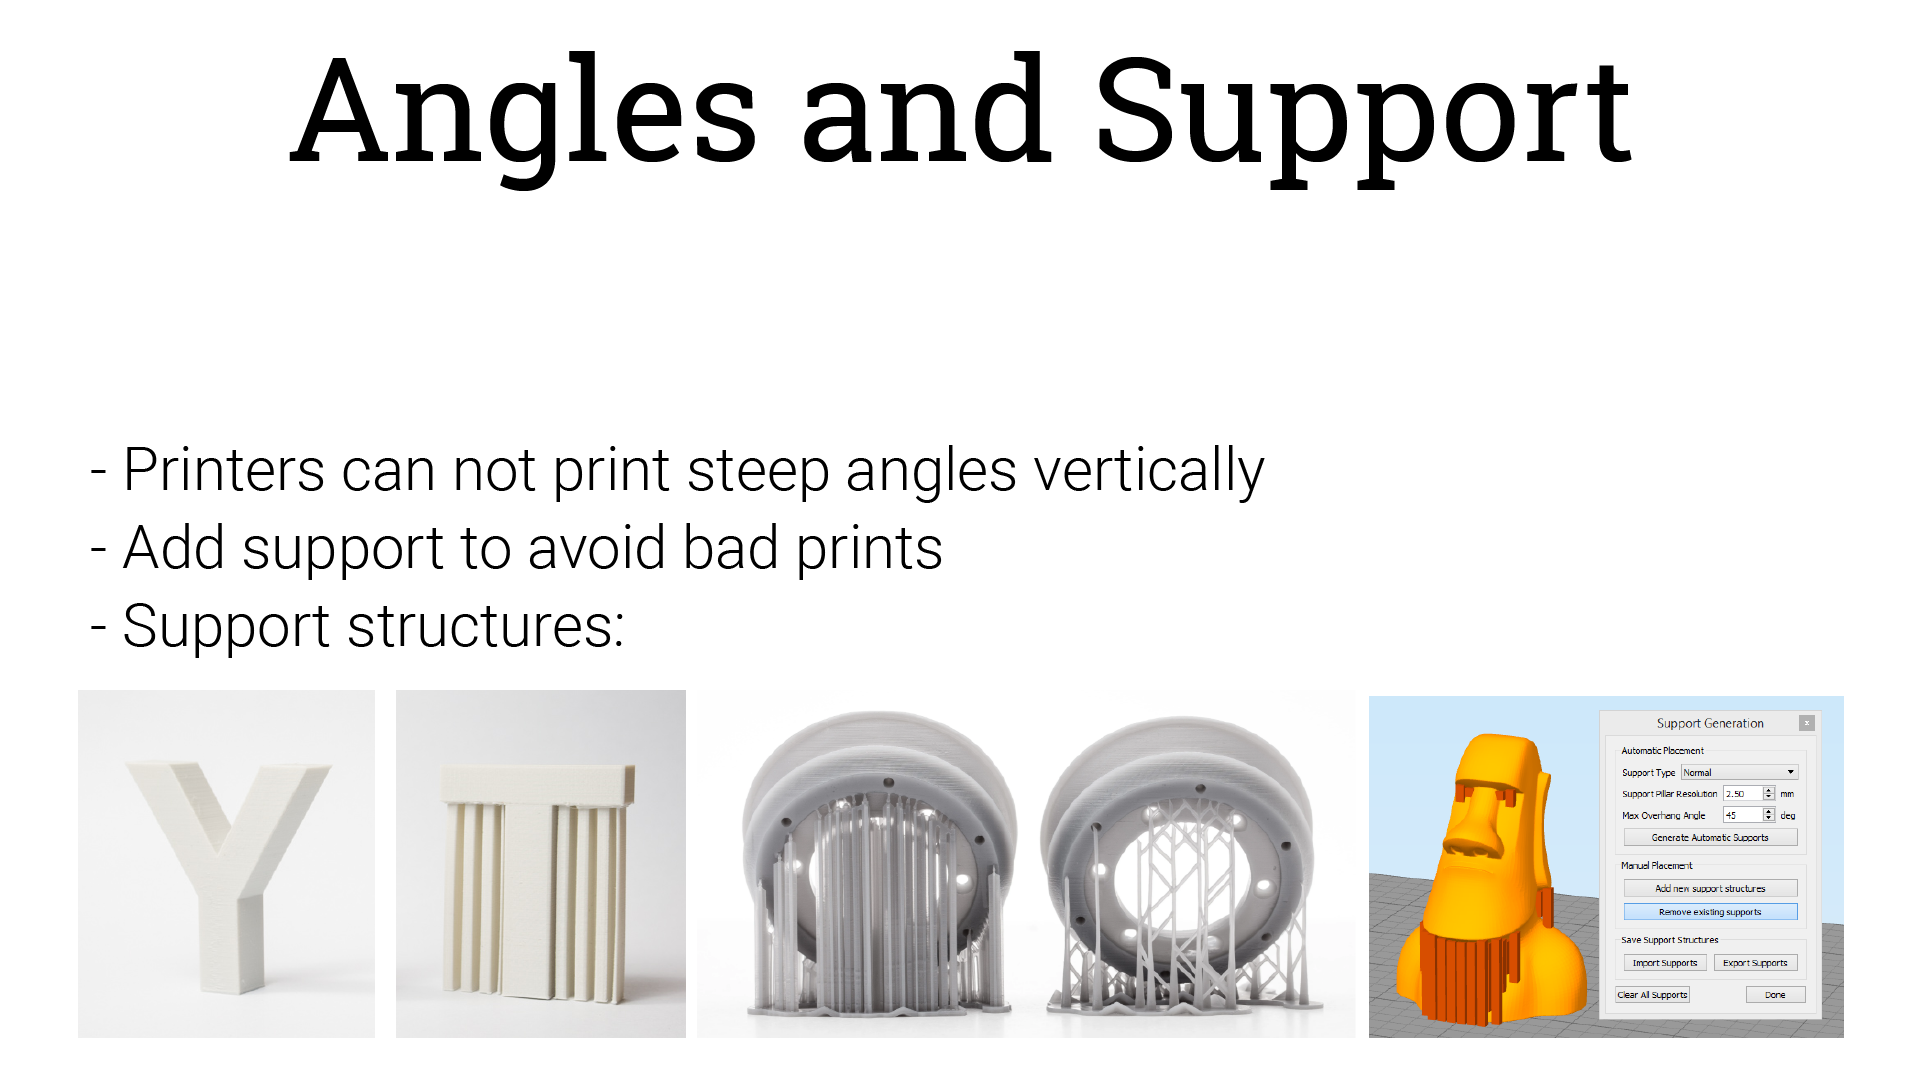 Angles and Support
- Printers can not print steep angles vertically
- Add support to avoid bad prints
- Support structures:
Support Generation
x
Automatic Placement
Support Type Normal
Support Pillar Resolution 2.50 mm
Max Overhang Angle 45 deg
Generate Automatic Supports
Manual Placement
Add new support structures
Remove existing supports
Save Support Structures
Import Supports Export Supports
Clear All Supports Done